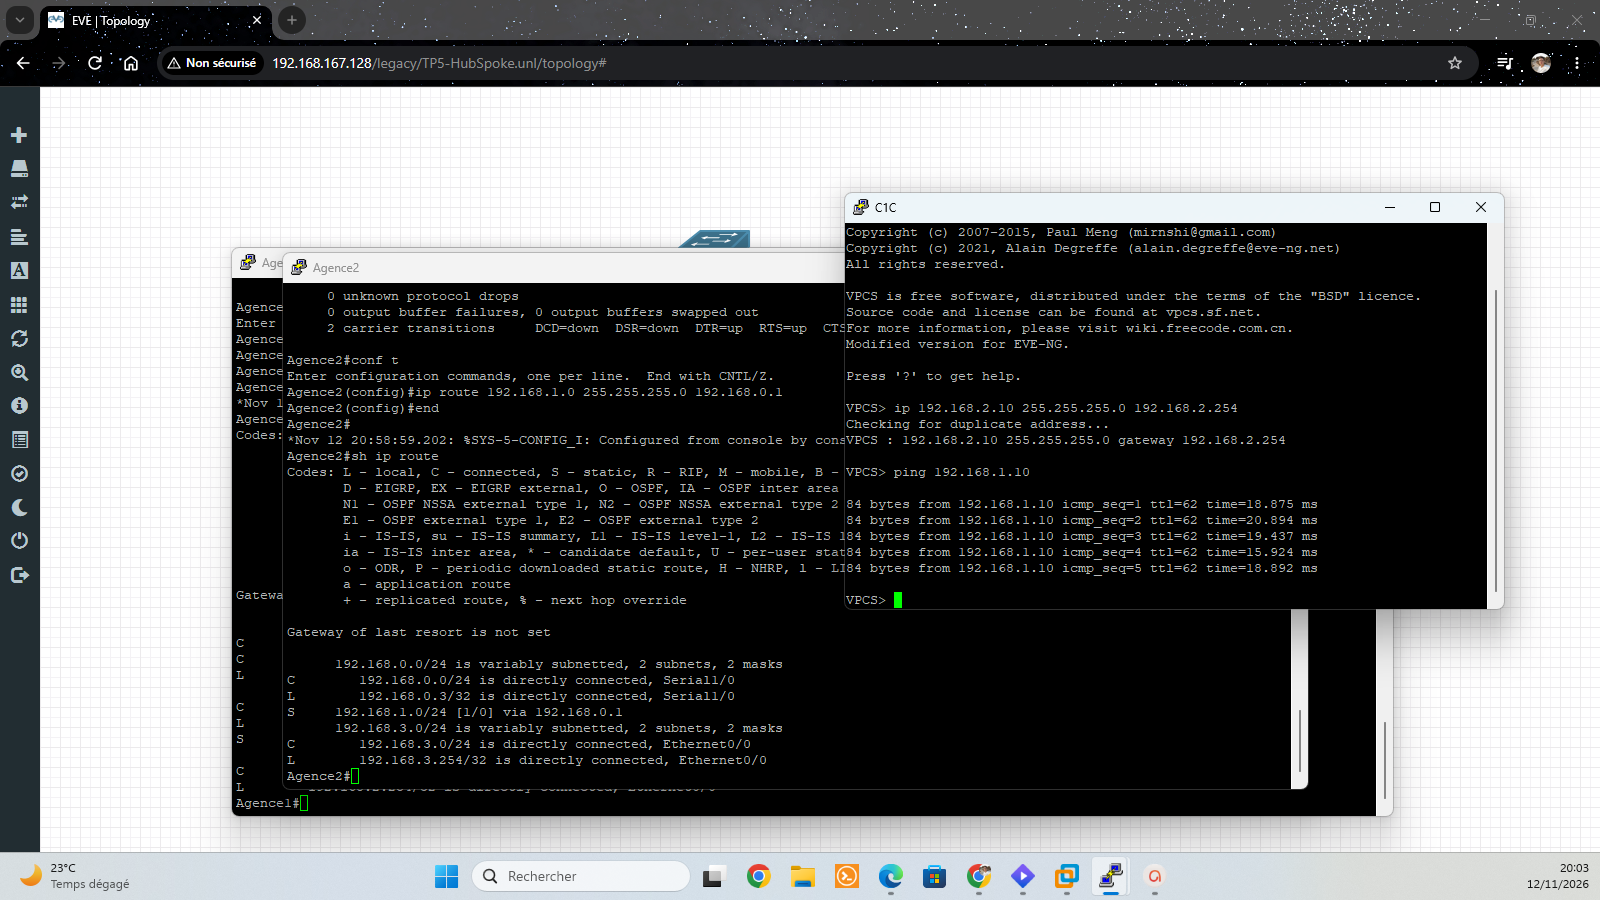 EVE | Topology
Non sécurisé
192.168.167.128/legacy/TP5-HubSpoke.unl/topology#
Age
Agence
Enter
Agence
Agence
Agence
Agence
*Nov 1
Agence
Codes:
Gatewa
C
C
L
C
L
S
C
L
Agence1#
Agence2
0 unknown protocol drops
0 output buffer failures, 0 output buffers swapped out
2 carrier transitions DCD=down DSR=down DTR=up RTS=up CTS
Agence2#conf t
Enter configuration commands, one per line. End with CNTL/Z.
Agence2(config)#ip route 192.168.1.0 255.255.255.0 192.168.0.1
Agence2(config)#end
Agence2#
*Nov 12 20:58:59.202: %SYS-5-CONFIG_I: Configured from console by cons
Agence2#sh ip route
Codes: L - local, C - connected, S - static, R - RIP, M - mobile, B -
D - EIGRP, EX - EIGRP external, O - OSPF, IA - OSPF inter area
N1 - OSPF NSSA external type 1, N2 - OSPF NSSA external type 2
E1 - OSPF external type 1, E2 - OSPF external type 2
i - IS-IS, su - IS-IS summary, L1 - IS-IS level-1, L2 - IS-IS l
ia - IS-IS inter area, * - candidate default, U - per-user stat
o - ODR, P - periodic downloaded static route, H - NHRP, l - LI
a - application route
+ - replicated route, % - next hop override
Gateway of last resort is not set
192.168.0.0/24 is variably subnetted, 2 subnets, 2 masks
C 192.168.0.0/24 is directly connected, Serial1/0
L 192.168.0.3/32 is directly connected, Serial1/0
S 192.168.1.0/24 [1/0] via 192.168.0.1
192.168.3.0/24 is variably subnetted, 2 subnets, 2 masks
C 192.168.3.0/24 is directly connected, Ethernet0/0
L 192.168.3.254/32 is directly connected, Ethernet0/0
Agence2#
C1C
Copyright (c) 2007-2015, Paul Meng (mirnshi@gmail.com)
Copyright (c) 2021, Alain Degreffe (alain.degreffe@eve-ng.net)
All rights reserved.
VPCS is free software, distributed under the terms of the "BSD" licence.
Source code and license can be found at vpcs.sf.net.
For more information, please visit wiki.freecode.com.cn.
Modified version for EVE-NG.
Press '?' to get help.
VPCS> ip 192.168.2.10 255.255.255.0 192.168.2.254
Checking for duplicate address...
VPCS : 192.168.2.10 255.255.255.0 gateway 192.168.2.254
VPCS> ping 192.168.1.10
84 bytes from 192.168.1.10 icmp_seq=1 ttl=62 time=18.875 ms
84 bytes from 192.168.1.10 icmp_seq=2 ttl=62 time=20.894 ms
84 bytes from 192.168.1.10 icmp_seq=3 ttl=62 time=19.437 ms
84 bytes from 192.168.1.10 icmp_seq=4 ttl=62 time=15.924 ms
84 bytes from 192.168.1.10 icmp_seq=5 ttl=62 time=18.892 ms
VPCS>
23°C
Temps dégagé
Rechercher
20:03
12/11/2026